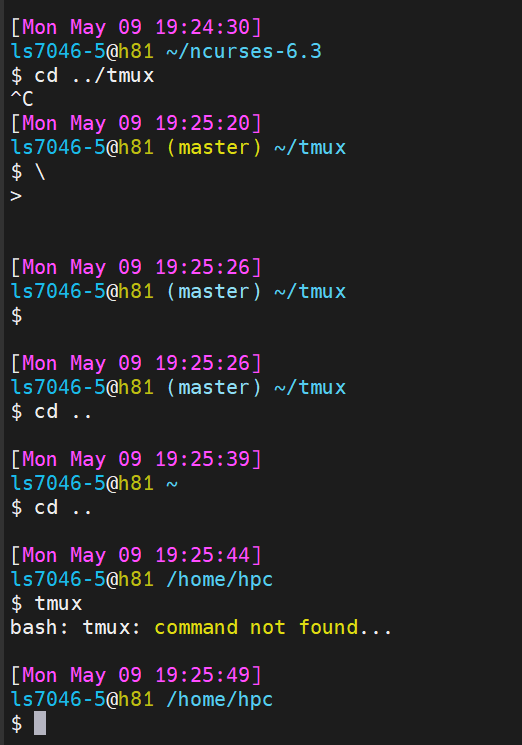 [Mon May 09 19:24:30]
ls7046-5@h81 ~/ncurses-6.3
$ cd ../tmux
^C
[Mon May 09 19:25:20]
ls7046-5@h81 (master) ~/tmux
$ \
>
[Mon May 09 19:25:26]
ls7046-5@h81 (master) ~/tmux
$
[Mon May 09 19:25:26]
ls7046-5@h81 (master) ~/tmux
$ cd ..
[Mon May 09 19:25:39]
ls7046-5@h81 ~
$ cd ..
[Mon May 09 19:25:44]
ls7046-5@h81 /home/hpc
$ tmux
bash: tmux: command not found...
[Mon May 09 19:25:49]
ls7046-5@h81 /home/hpc
$